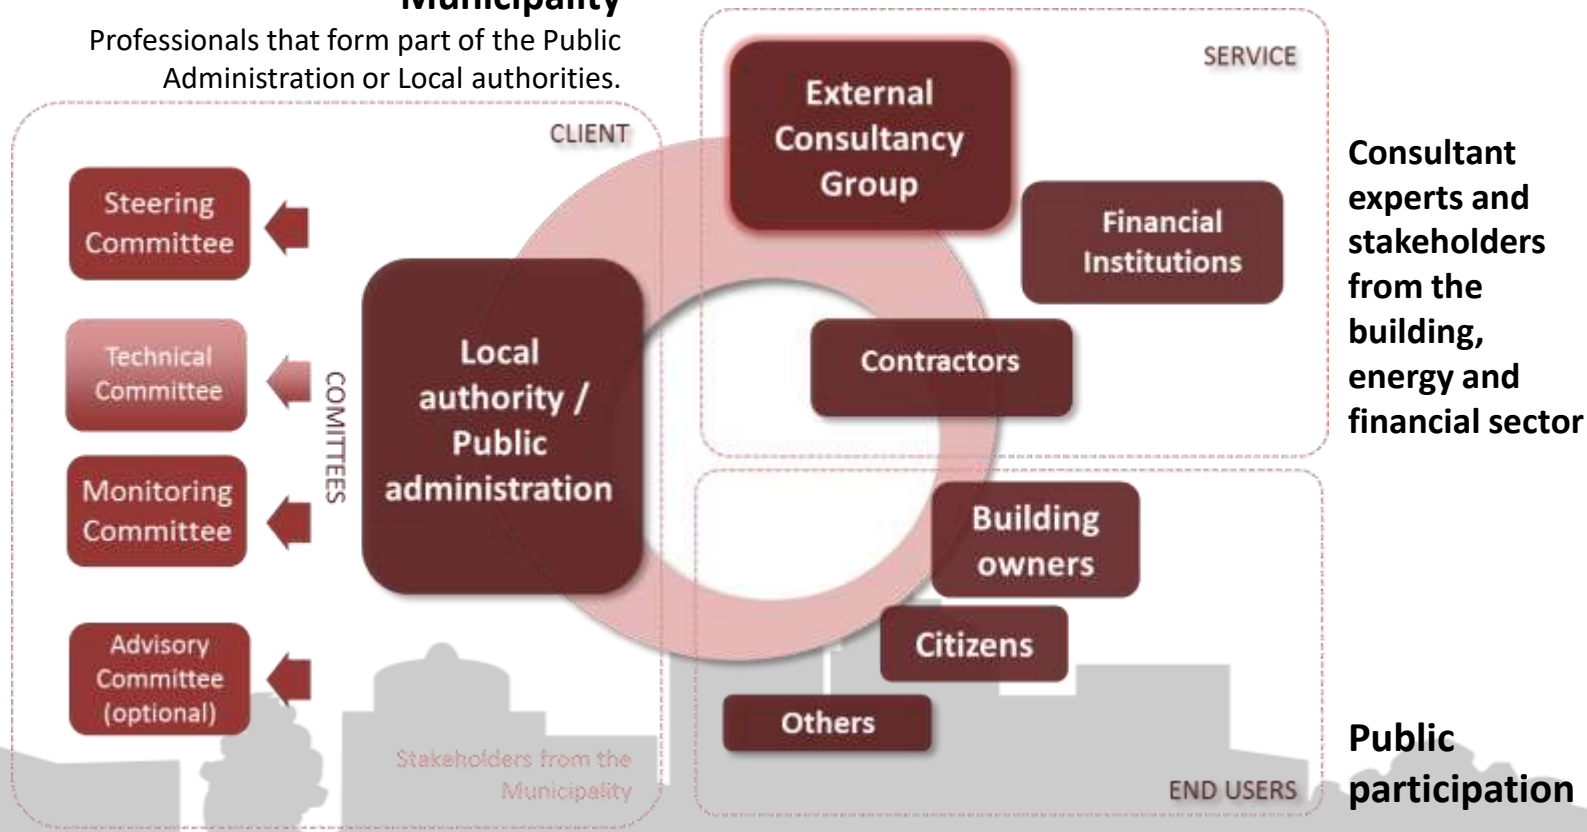 Municipality
Professionals that form part of the Public
Administration or Local authorities.
CLIENT
Steering
Committee
Technical
Committee
Monitoring
Committee
Advisory
Committee
(optional)
COMITTEES
Local
authority /
Public
administration
Stakeholders from the
Municipality
SERVICE
External
Consultancy
Group
Financial
Institutions
Contractors
Consultant
experts and
stakeholders
from the
building,
energy and
financial sector
Building
owners
Citizens
Others
END USERS
Public
participation